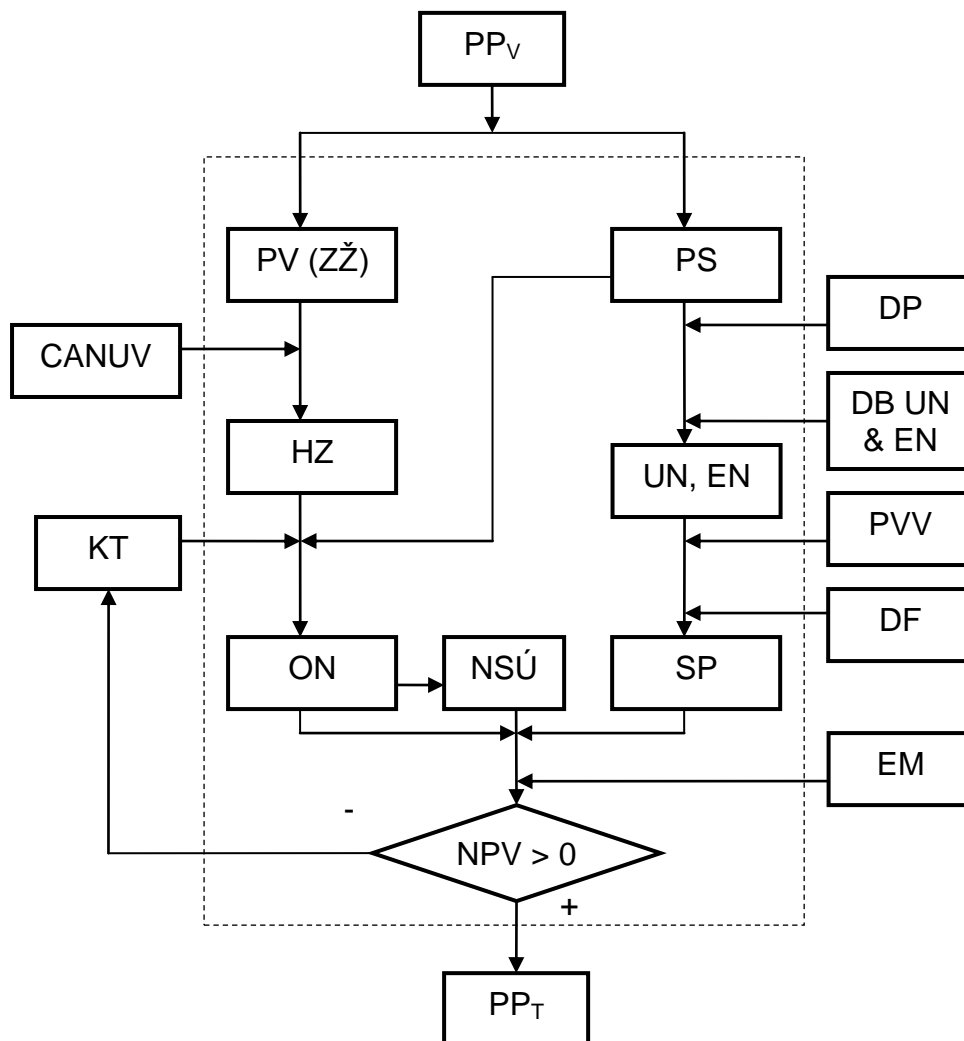 PPV
PV (ZŽ)
PS
DP
CANUV
DB UN
& EN
HZ
UN, EN
PVV
KT
DF
ON
NSÚ
SP
EM
-
NPV > 0
+
PPT